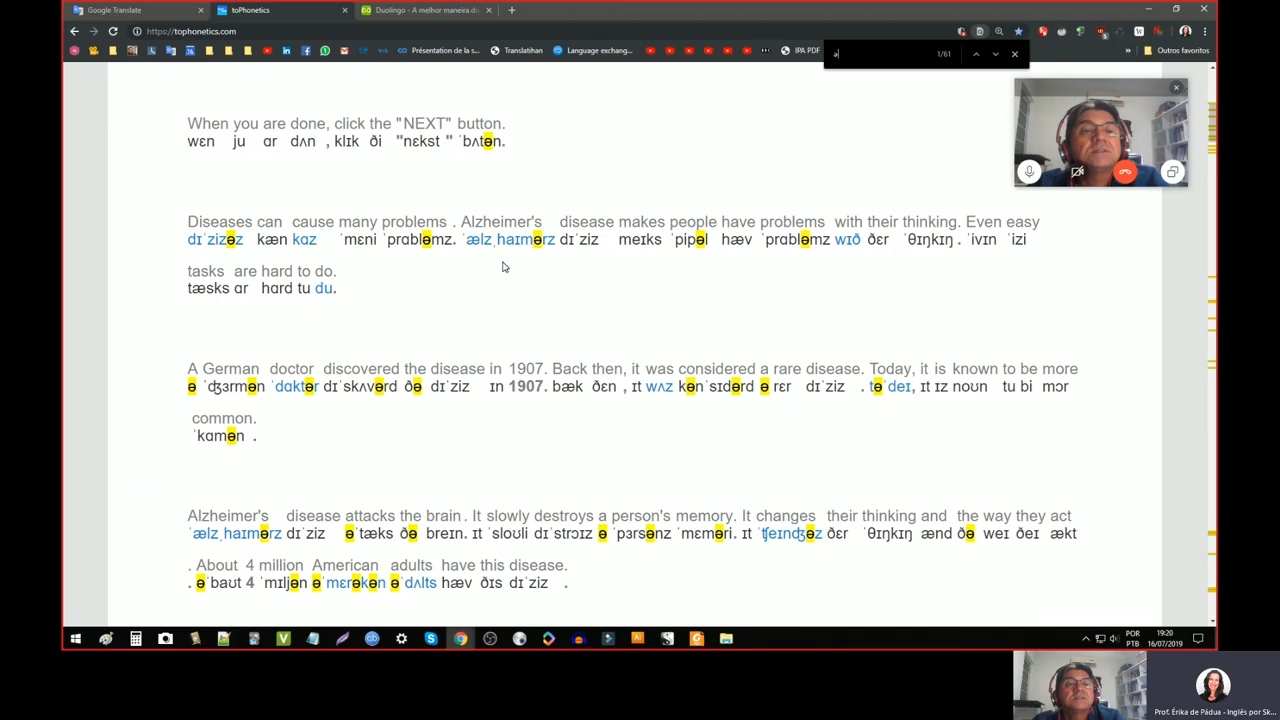 Google Translate
toPhonetics
Duolingo - A melhor maneira de
https://tophonetics.com
Présentation de la s...
Translatihan
Language exchang...
IPA PDF
Outros favoritos
ə
1/61
When you are done, click the "NEXT" button.
wɛn ju ɑr dʌn , klɪk ði "nɛkst " ˈbʌtən.
Diseases can cause many problems . Alzheimer's disease makes people have problems with their thinking. Even easy
dɪˈzizəz kæn kɑz ˈmɛni ˈprɑbləmz. ˈælzˌhaɪmərz dɪˈziz meɪks ˈpipəl hæv ˈprɑbləmz wɪð ðɛr ˈθɪŋkɪŋ . ˈivɪn ˈizi
tasks are hard to do.
tæsks ɑr hɑrd tu du.
A German doctor discovered the disease in 1907. Back then, it was considered a rare disease. Today, it is known to be more
ə ˈʤɜrmən ˈdɑktər dɪˈskʌvərd ðə dɪˈziz ɪn 1907. bæk ðɛn , ɪt wʌz kənˈsɪdərd ə rɛr dɪˈziz . təˈdeɪ, ɪt ɪz noʊn tu bi mɔr
common.
ˈkɑmən .
Alzheimer's disease attacks the brain. It slowly destroys a person's memory. It changes their thinking and the way they act
ˈælzˌhaɪmərz dɪˈziz əˈtæks ðə breɪn. ɪt ˈsloʊli dɪˈstrɔɪz ə ˈpɜrsənz ˈmɛməri. ɪt ˈʧeɪnʤəz ðɛr ˈθɪŋkɪŋ ænd ðə weɪ ðeɪ ækt
. About 4 million American adults have this disease.
. əˈbaʊt 4 ˈmɪljən əˈmɛrəkən əˈdʌlts hæv ðɪs dɪˈziz .
POR
PTB
19:20
16/07/2019
Prof. Érika de Pádua - Inglês por Sk...